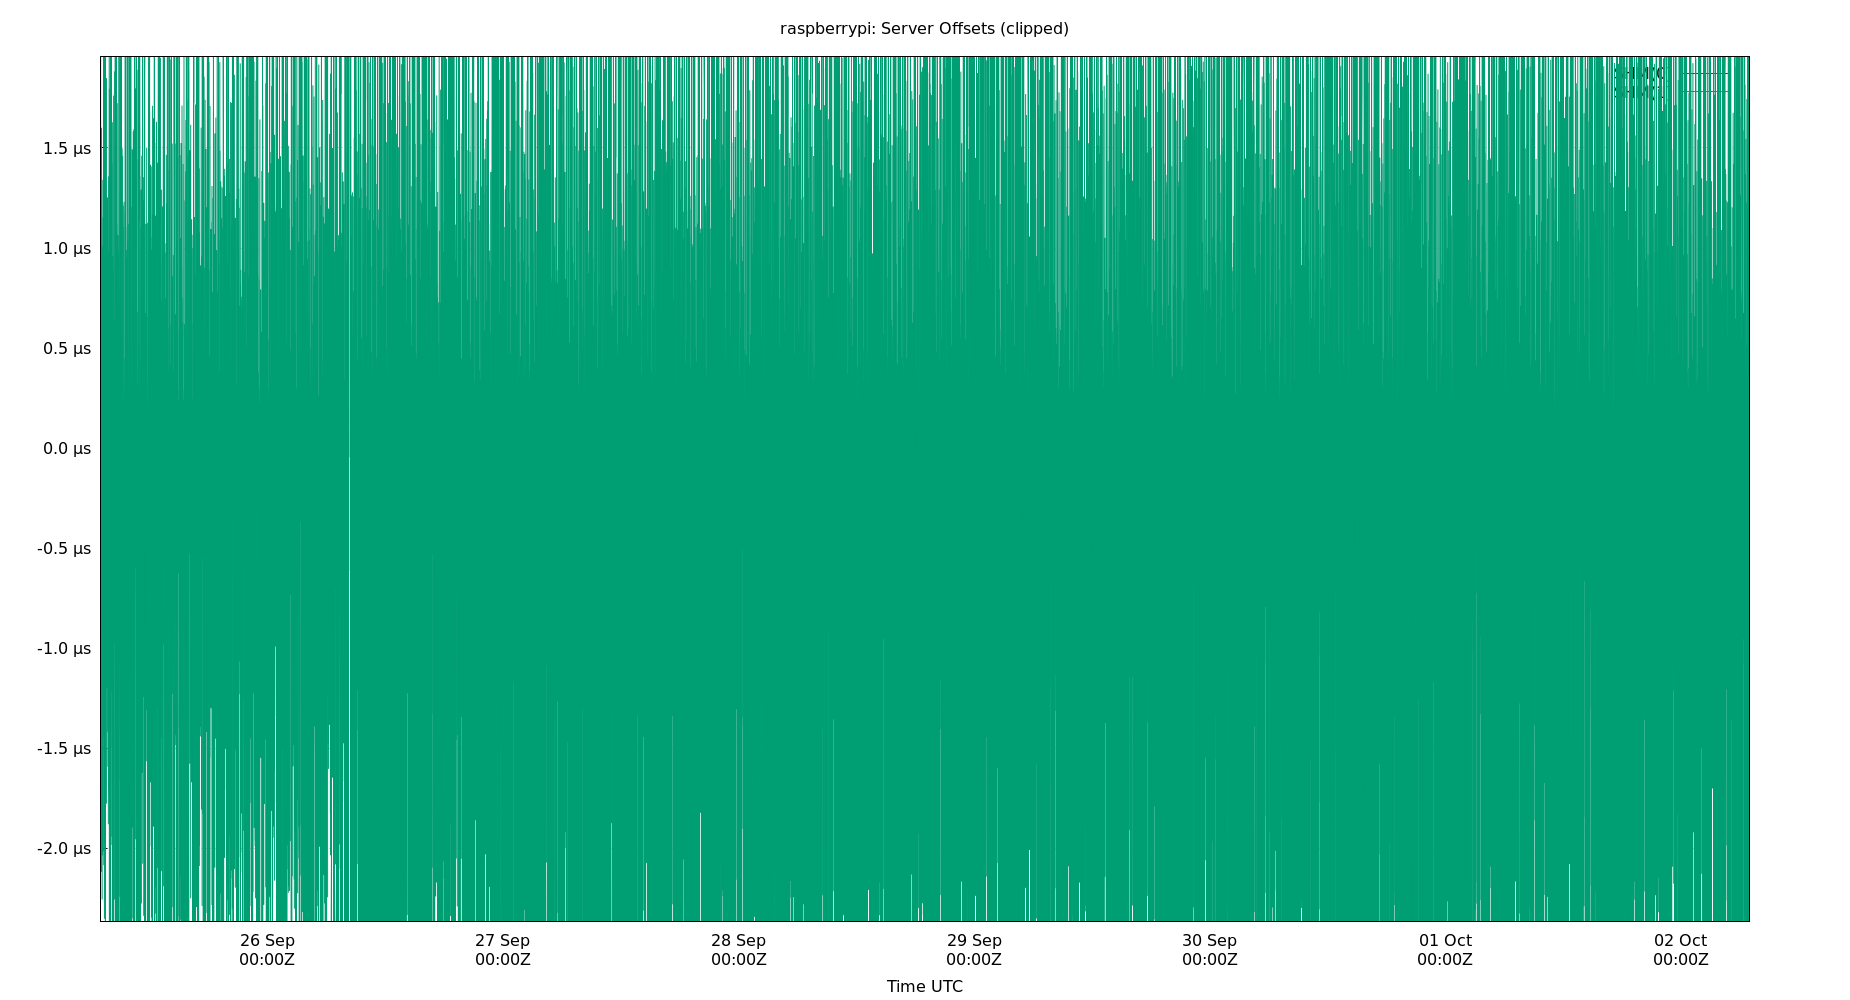 raspberrypi: Server Offsets (clipped)
1.5 µs
1.0 µs
0.5 µs
0.0 µs
-0.5 µs
-1.0 µs
-1.5 µs
-2.0 µs
26 Sep
00:00Z
27 Sep
00:00Z
28 Sep
00:00Z
29 Sep
00:00Z
30 Sep
00:00Z
01 Oct
00:00Z
02 Oct
00:00Z
Time UTC